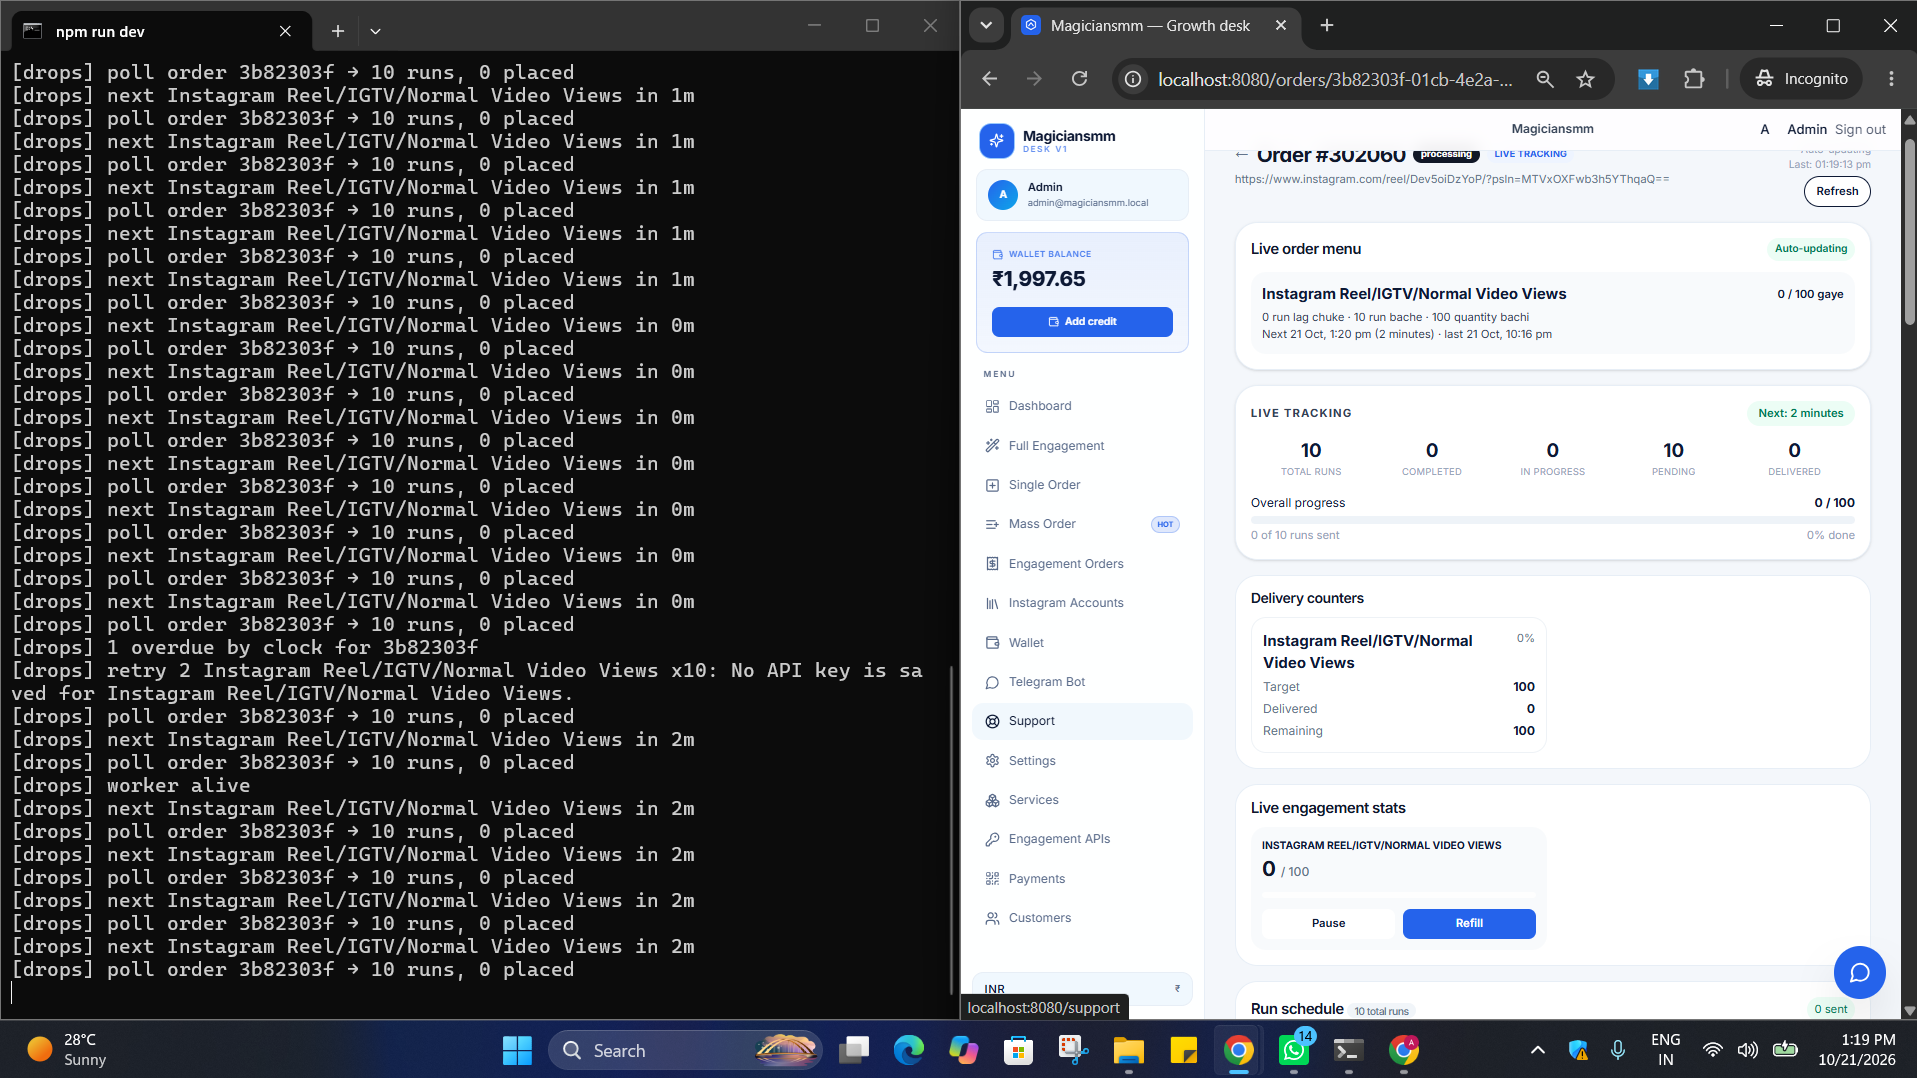 npm run dev
[drops] poll order 3b82303f → 10 runs, 0 placed
[drops] next Instagram Reel/IGTV/Normal Video Views in 1m
[drops] poll order 3b82303f → 10 runs, 0 placed
[drops] next Instagram Reel/IGTV/Normal Video Views in 1m
[drops] poll order 3b82303f → 10 runs, 0 placed
[drops] next Instagram Reel/IGTV/Normal Video Views in 1m
[drops] poll order 3b82303f → 10 runs, 0 placed
[drops] next Instagram Reel/IGTV/Normal Video Views in 1m
[drops] poll order 3b82303f → 10 runs, 0 placed
[drops] next Instagram Reel/IGTV/Normal Video Views in 1m
[drops] poll order 3b82303f → 10 runs, 0 placed
[drops] next Instagram Reel/IGTV/Normal Video Views in 0m
[drops] poll order 3b82303f → 10 runs, 0 placed
[drops] next Instagram Reel/IGTV/Normal Video Views in 0m
[drops] poll order 3b82303f → 10 runs, 0 placed
[drops] next Instagram Reel/IGTV/Normal Video Views in 0m
[drops] poll order 3b82303f → 10 runs, 0 placed
[drops] next Instagram Reel/IGTV/Normal Video Views in 0m
[drops] poll order 3b82303f → 10 runs, 0 placed
[drops] next Instagram Reel/IGTV/Normal Video Views in 0m
[drops] poll order 3b82303f → 10 runs, 0 placed
[drops] next Instagram Reel/IGTV/Normal Video Views in 0m
[drops] poll order 3b82303f → 10 runs, 0 placed
[drops] next Instagram Reel/IGTV/Normal Video Views in 0m
[drops] poll order 3b82303f → 10 runs, 0 placed
[drops] 1 overdue by clock for 3b82303f
[drops] retry 2 Instagram Reel/IGTV/Normal Video Views x10: No API key is sa
ved for Instagram Reel/IGTV/Normal Video Views.
[drops] poll order 3b82303f → 10 runs, 0 placed
[drops] next Instagram Reel/IGTV/Normal Video Views in 2m
[drops] poll order 3b82303f → 10 runs, 0 placed
[drops] worker alive
[drops] next Instagram Reel/IGTV/Normal Video Views in 2m
[drops] poll order 3b82303f → 10 runs, 0 placed
[drops] next Instagram Reel/IGTV/Normal Video Views in 2m
[drops] poll order 3b82303f → 10 runs, 0 placed
[drops] next Instagram Reel/IGTV/Normal Video Views in 2m
[drops] poll order 3b82303f → 10 runs, 0 placed
[drops] next Instagram Reel/IGTV/Normal Video Views in 2m
[drops] poll order 3b82303f → 10 runs, 0 placed
Magiciansmm — Growth desk
localhost:8080/orders/3b82303f-01cb-4e2a-...
Incognito
Magiciansmm
DESK V1
A
Admin
admin@magiciansmm.local
WALLET BALANCE
₹1,997.65
Add credit
MENU
Dashboard
Full Engagement
Single Order
Mass Order HOT
Engagement Orders
Instagram Accounts
Wallet
Telegram Bot
Support
Settings
Services
Engagement APIs
Payments
Customers
INR ₹
localhost:8080/support
Magiciansmm A Admin Sign out
← Order #302060 processing LIVE TRACKING
Auto-updating
Last: 01:19:13 pm
https://www.instagram.com/reel/Dev5oiDzYoP/?psln=MTVxOXFwb3h5YThqaQ==
Refresh
Live order menu Auto-updating
Instagram Reel/IGTV/Normal Video Views 0 / 100 gaye
0 run lag chuke · 10 run bache · 100 quantity bachi
Next 21 Oct, 1:20 pm (2 minutes) · last 21 Oct, 10:16 pm
LIVE TRACKING Next: 2 minutes
10 0 0 10 0
TOTAL RUNS COMPLETED IN PROGRESS PENDING DELIVERED
Overall progress 0 / 100
0 of 10 runs sent 0% done
Delivery counters
Instagram Reel/IGTV/Normal 0%
Video Views
Target 100
Delivered 0
Remaining 100
Live engagement stats
INSTAGRAM REEL/IGTV/NORMAL VIDEO VIEWS
0 / 100
Pause Refill
Run schedule 10 total runs 0 sent
28°C
Sunny
Search
14
A
ENG
IN
1:19 PM
10/21/2026